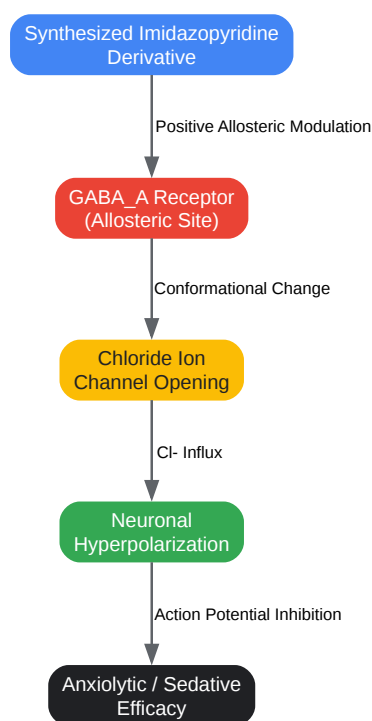 Synthesized Imidazopyridine
Derivative
Positive Allosteric Modulation
GABA_A Receptor
(Allosteric Site)
Conformational Change
Chloride Ion
Channel Opening
Cl- Influx
Neuronal
Hyperpolarization
Action Potential Inhibition
Anxiolytic / Sedative
Efficacy